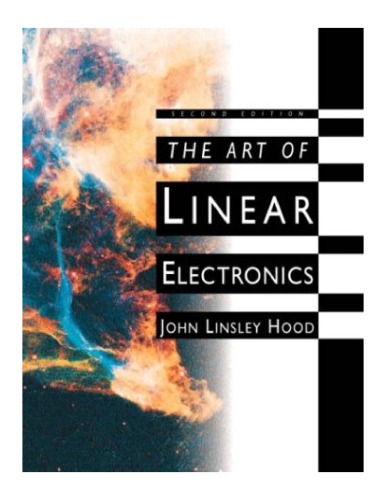 SECOND EDITION
THE ART OF
LINEAR
ELECTRONICS
JOHN LINSLEY HOOD